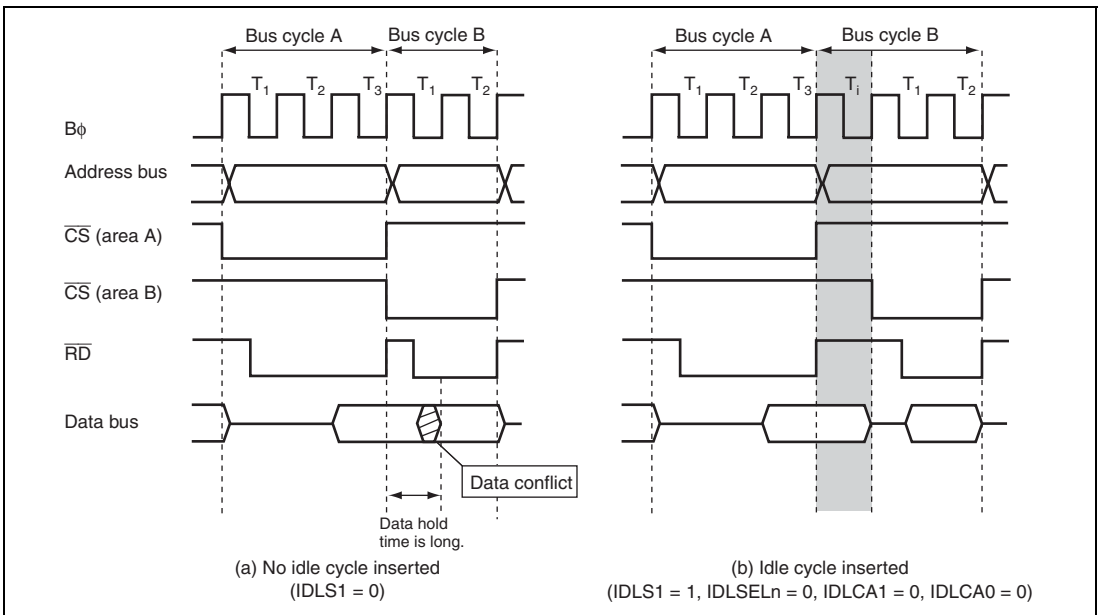 Bus cycle A
Bus cycle B
T1
T2
T3
T1
T2
Bφ
Address bus
CS (area A)
CS (area B)
RD
Data bus
Data conflict
Data hold
time is long.
(a) No idle cycle inserted
(IDLS1 = 0)
Bus cycle A
Bus cycle B
T1
T2
T3
Ti
T1
T2
(b) Idle cycle inserted
(IDLS1 = 1, IDLSELn = 0, IDLCA1 = 0, IDLCA0 = 0)